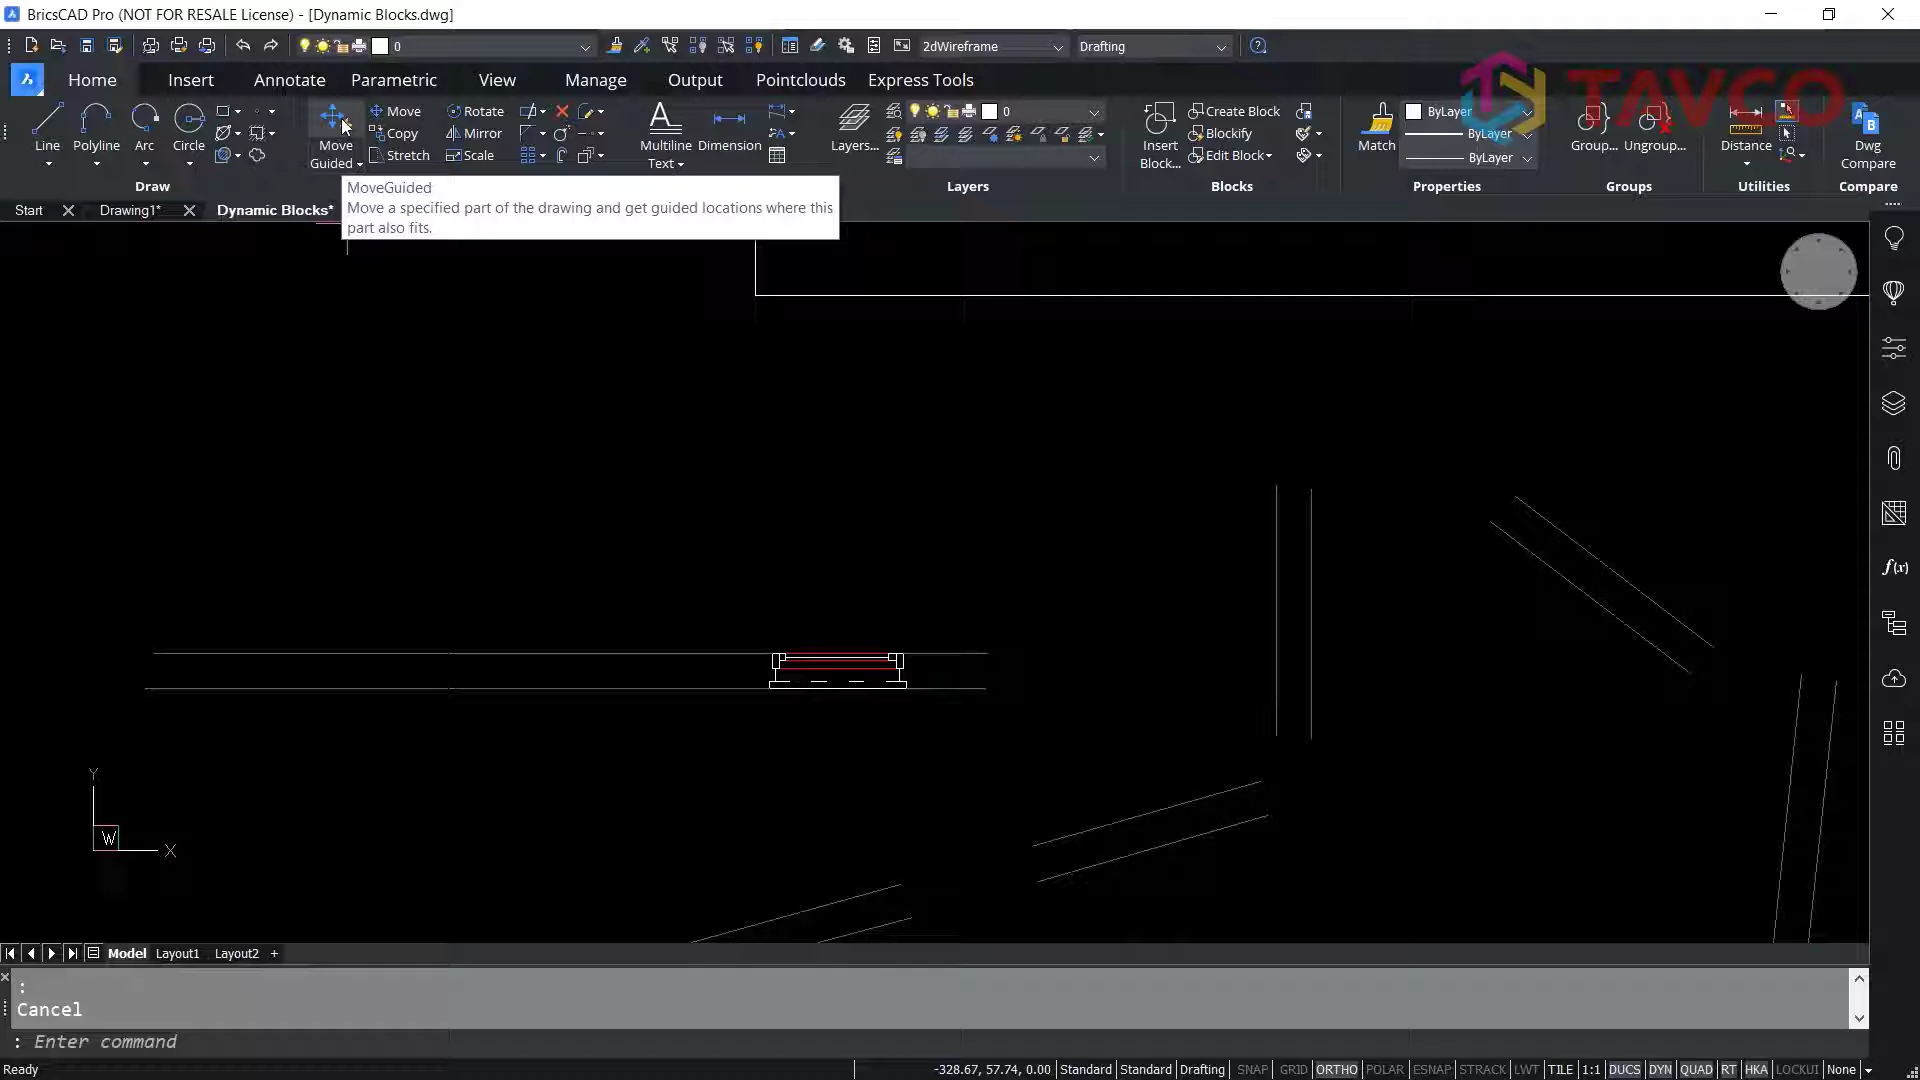 BricsCAD Pro (NOT FOR RESALE License) - [Dynamic Blocks.dwg]
0
2dWireframe
Drafting
Home
Insert
Annotate
Parametric
View
Manage
Output
Pointclouds
Express Tools
TAVCO
Line
Polyline
Arc
Circle
Draw
Move
Guided
Move
Copy
Stretch
Rotate
Mirror
Scale
Multiline
Text
Dimension
Layers...
0
Layers
Insert
Block...
Create Block
Blockify
Edit Block
Blocks
Match
ByLayer
ByLayer
ByLayer
Properties
Group...
Ungroup...
Groups
Distance
Utilities
Dwg
Compare
Compare
Start
Drawing1*
Dynamic Blocks*
MoveGuided
Move a specified part of the drawing and get guided locations where this
part also fits.
f(x)
Y
W
X
Model
Layout1
Layout2
+
:
Cancel
: Enter command
Ready
-328.67, 57.74, 0.00
Standard
Standard
Drafting
SNAP
GRID
ORTHO
POLAR
ESNAP
STRACK
LWT
TILE
1:1
DUCS
DYN
QUAD
RT
HKA
LOCKUI
None